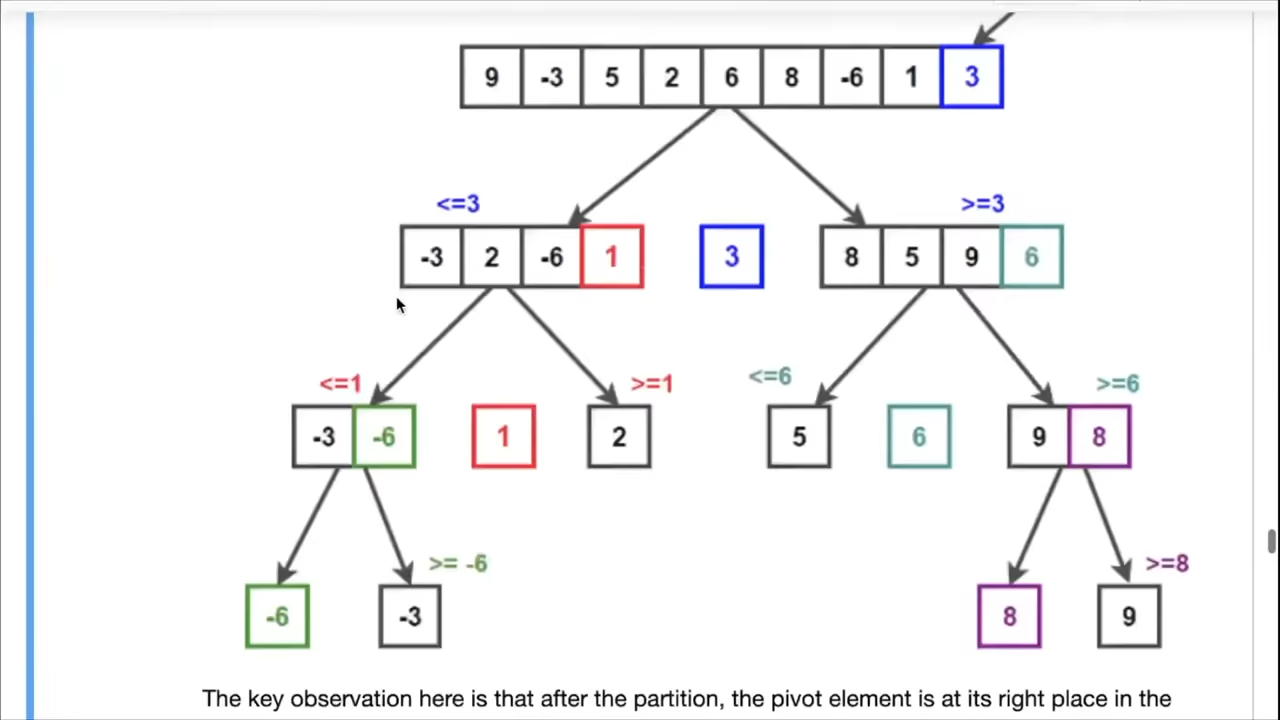 9 -3 5 2 6 8 -6 1 3
<=3 >=3
-3 2 -6 1 3 8 5 9 6
<=1 >=1 <=6 >=6
-3 -6 1 2 5 6 9 8
>= -6 >=8
-6 -3 8 9
The key observation here is that after the partition, the pivot element is at its right place in the